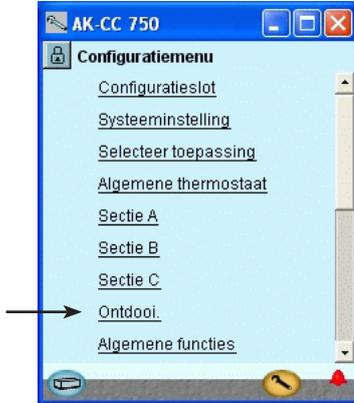 AK-CC 750
Configuratiemenu
Configuratieslot
Systeeminstelling
Selecteer toepassing
Algemene thermostaat
Sectie A
Sectie B
Sectie C
Ontdooi.
Algemene functies